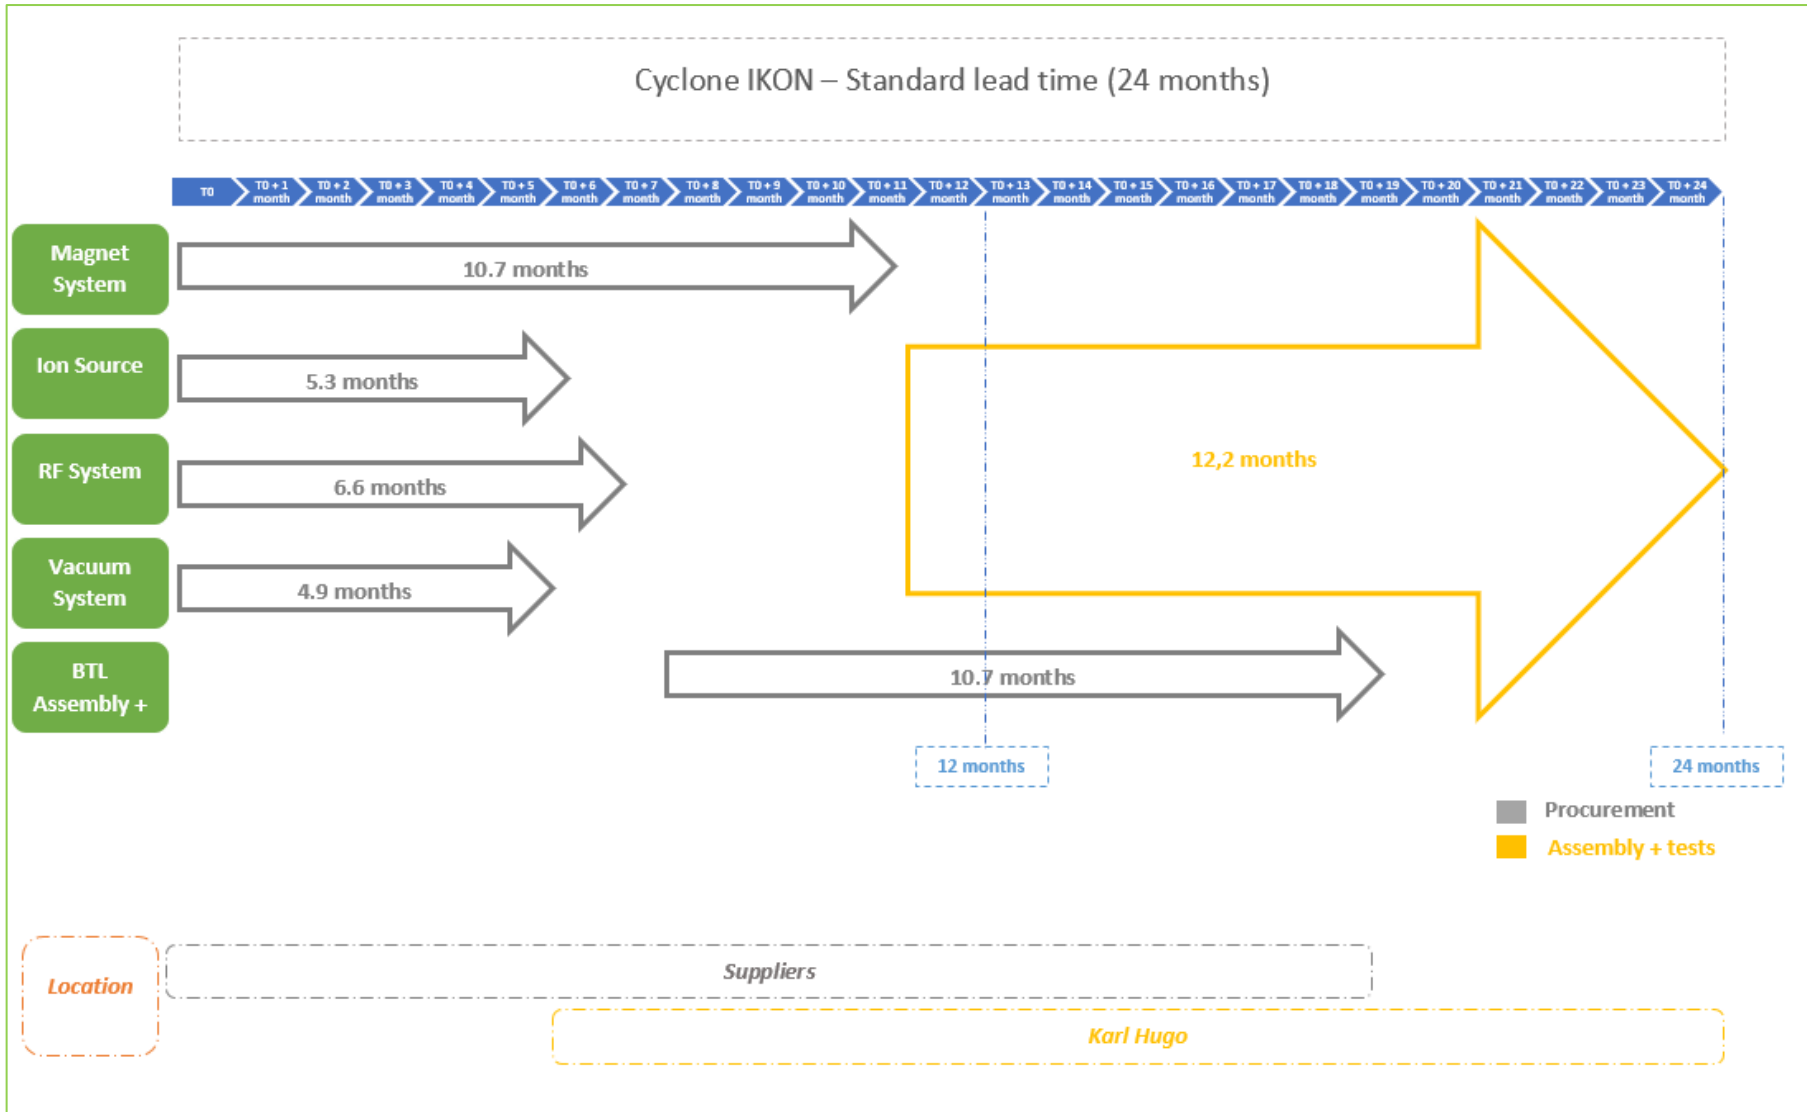 Cyclone IKON – Standard lead time (24 months)
T0
T0 + 1
month
T0 + 2
month
T0 + 3
month
T0 + 4
month
T0 + 5
month
T0 + 6
month
T0 + 7
month
T0 + 8
month
T0 + 9
month
T0 + 10
month
T0 + 11
month
T0 + 12
month
T0 + 13
month
T0 + 14
month
T0 + 15
month
T0 + 16
month
T0 + 17
month
T0 + 18
month
T0 + 19
month
T0 + 20
month
T0 + 21
month
T0 + 22
month
T0 + 23
month
T0 + 24
month
Magnet
System
10.7 months
Ion Source
5.3 months
RF System
6.6 months
12,2 months
Vacuum
System
4.9 months
BTL
Assembly +
10.7 months
12 months
24 months
Procurement
Assembly + tests
Location
Suppliers
Karl Hugo